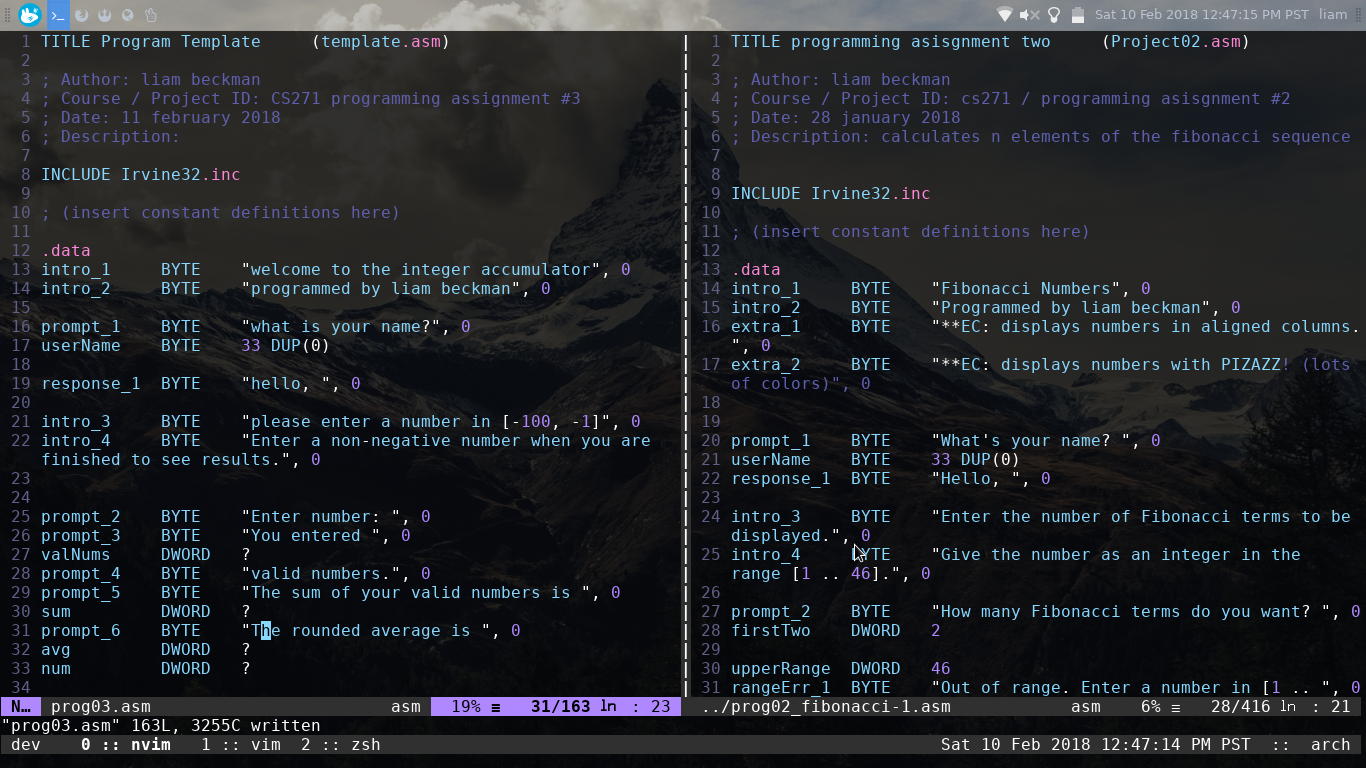 Sat 10 Feb 2018 12:47:15 PM PST liam
1 TITLE Program Template     (template.asm)
2
3 ; Author: liam beckman
4 ; Course / Project ID: CS271 programming asignment #3
5 ; Date: 11 february 2018
6 ; Description:
7
8 INCLUDE Irvine32.inc
9
10 ; (insert constant definitions here)
11
12 .data
13 intro_1     BYTE    "welcome to the integer accumulator", 0
14 intro_2     BYTE    "programmed by liam beckman", 0
15
16 prompt_1    BYTE    "what is your name?", 0
17 userName    BYTE    33 DUP(0)
18
19 response_1  BYTE    "hello, ", 0
20
21 intro_3     BYTE    "please enter a number in [-100, -1]", 0
22 intro_4     BYTE    "Enter a non-negative number when you are
finished to see results.", 0
23
24
25 prompt_2    BYTE    "Enter number: ", 0
26 prompt_3    BYTE    "You entered ", 0
27 valNums     DWORD   ?
28 prompt_4    BYTE    "valid numbers.", 0
29 prompt_5    BYTE    "The sum of your valid numbers is ", 0
30 sum         DWORD   ?
31 prompt_6    BYTE    "The rounded average is ", 0
32 avg         DWORD   ?
33 num         DWORD   ?
34
N… prog03.asm asm 19% ≡ 31/163 ln : 23
1 TITLE programming asisgnment two     (Project02.asm)
2
3 ; Author: liam beckman
4 ; Course / Project ID: cs271 / programming asisgnment #2
5 ; Date: 28 january 2018
6 ; Description: calculates n elements of the fibonacci sequence
7
8
9 INCLUDE Irvine32.inc
10
11 ; (insert constant definitions here)
12
13 .data
14 intro_1     BYTE    "Fibonacci Numbers", 0
15 intro_2     BYTE    "Programmed by liam beckman", 0
16 extra_1     BYTE    "**EC: displays numbers in aligned columns.
", 0
17 extra_2     BYTE    "**EC: displays numbers with PIZAZZ! (lots
of colors)", 0
18
19
20 prompt_1    BYTE    "What's your name? ", 0
21 userName    BYTE    33 DUP(0)
22 response_1  BYTE    "Hello, ", 0
23
24 intro_3     BYTE    "Enter the number of Fibonacci terms to be
displayed.", 0
25 intro_4     BYTE    "Give the number as an integer in the
range [1 .. 46].", 0
26
27 prompt_2    BYTE    "How many Fibonacci terms do you want? ", 0
28 firstTwo    DWORD   2
29
30 upperRange  DWORD   46
31 rangeErr_1  BYTE    "Out of range. Enter a number in [1 .. ", 0
../prog02_fibonacci-1.asm asm 6% ≡ 28/416 ln : 21
"prog03.asm" 163L, 3255C written
dev 0 :: nvim 1 :: vim 2 :: zsh Sat 10 Feb 2018 12:47:14 PM PST :: arch